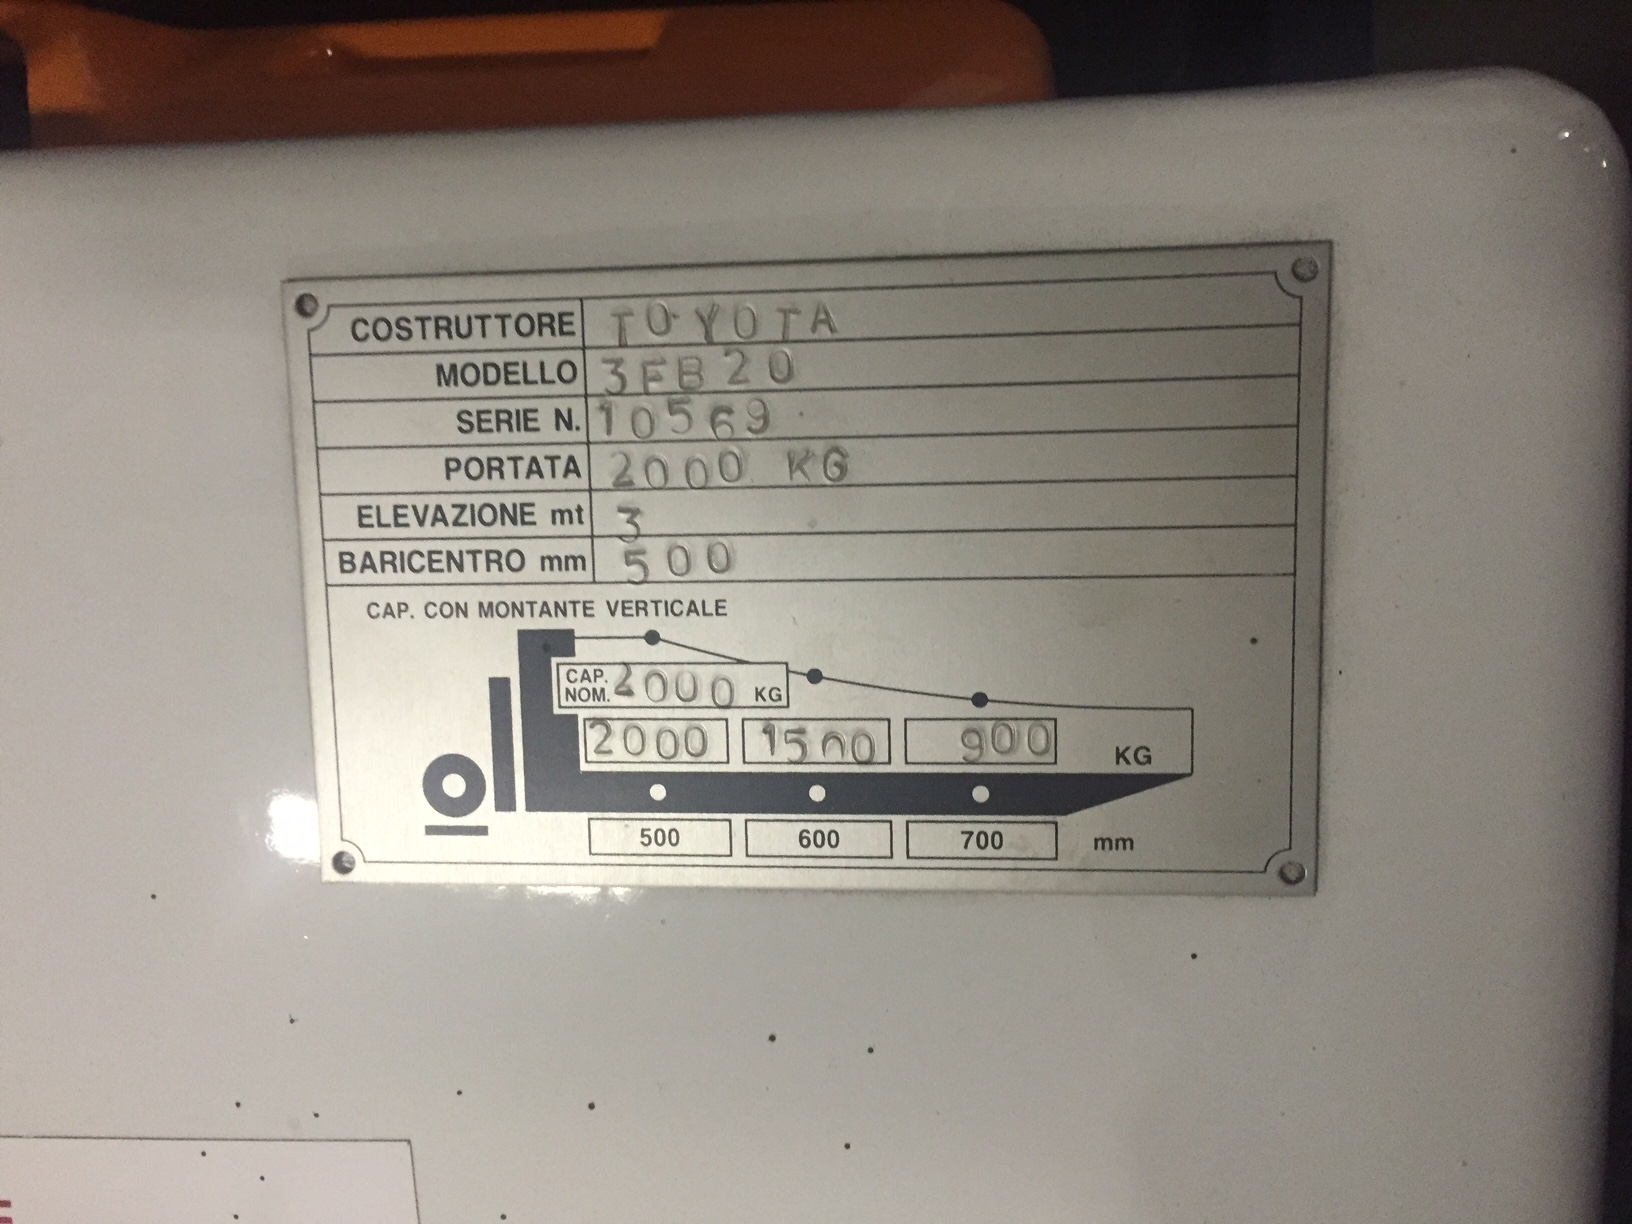 COSTRUTTORE TOYOTA
MODELLO 3FB20
SERIE N. 10569
PORTATA 2000 KG
ELEVAZIONE mt 3
BARICENTRO mm 500
CAP. CON MONTANTE VERTICALE
CAP. NOM. 2000 KG
2000 1500 900 KG
500 600 700 mm